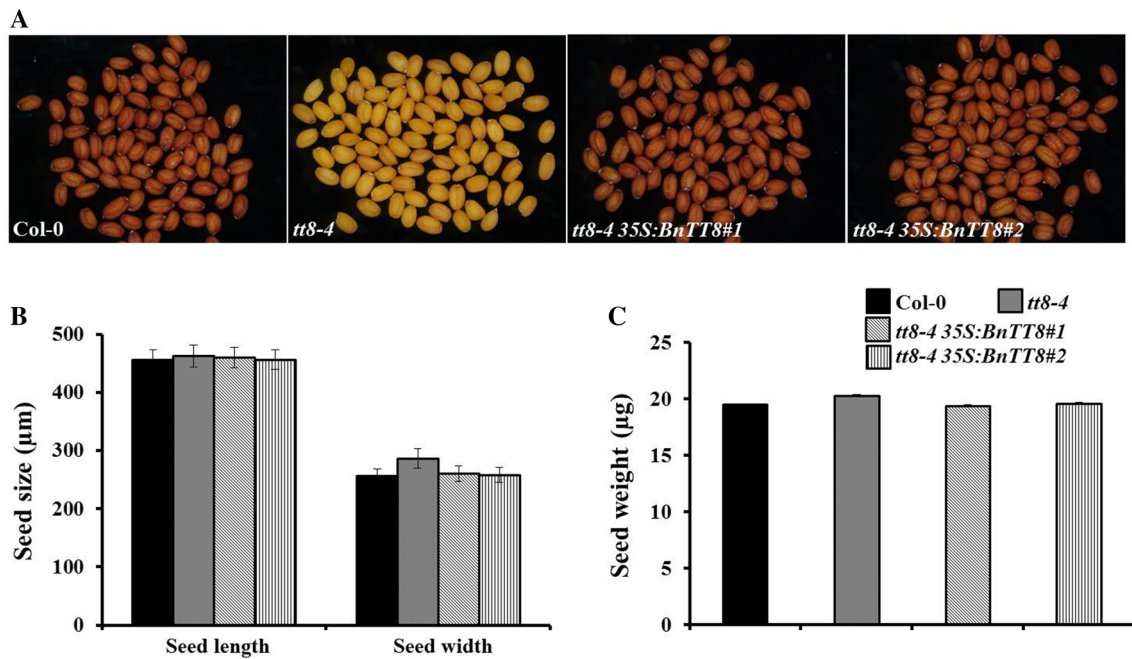 A
Col-0
tt8-4
tt8-4 35S:BnTT8#1
tt8-4 35S:BnTT8#2
B
Seed size (µm)
500
400
300
200
100
0
Seed length
Seed width
C
Col-0
tt8-4
tt8-4 35S:BnTT8#1
tt8-4 35S:BnTT8#2
Seed weight (µg)
25
20
15
10
5
0